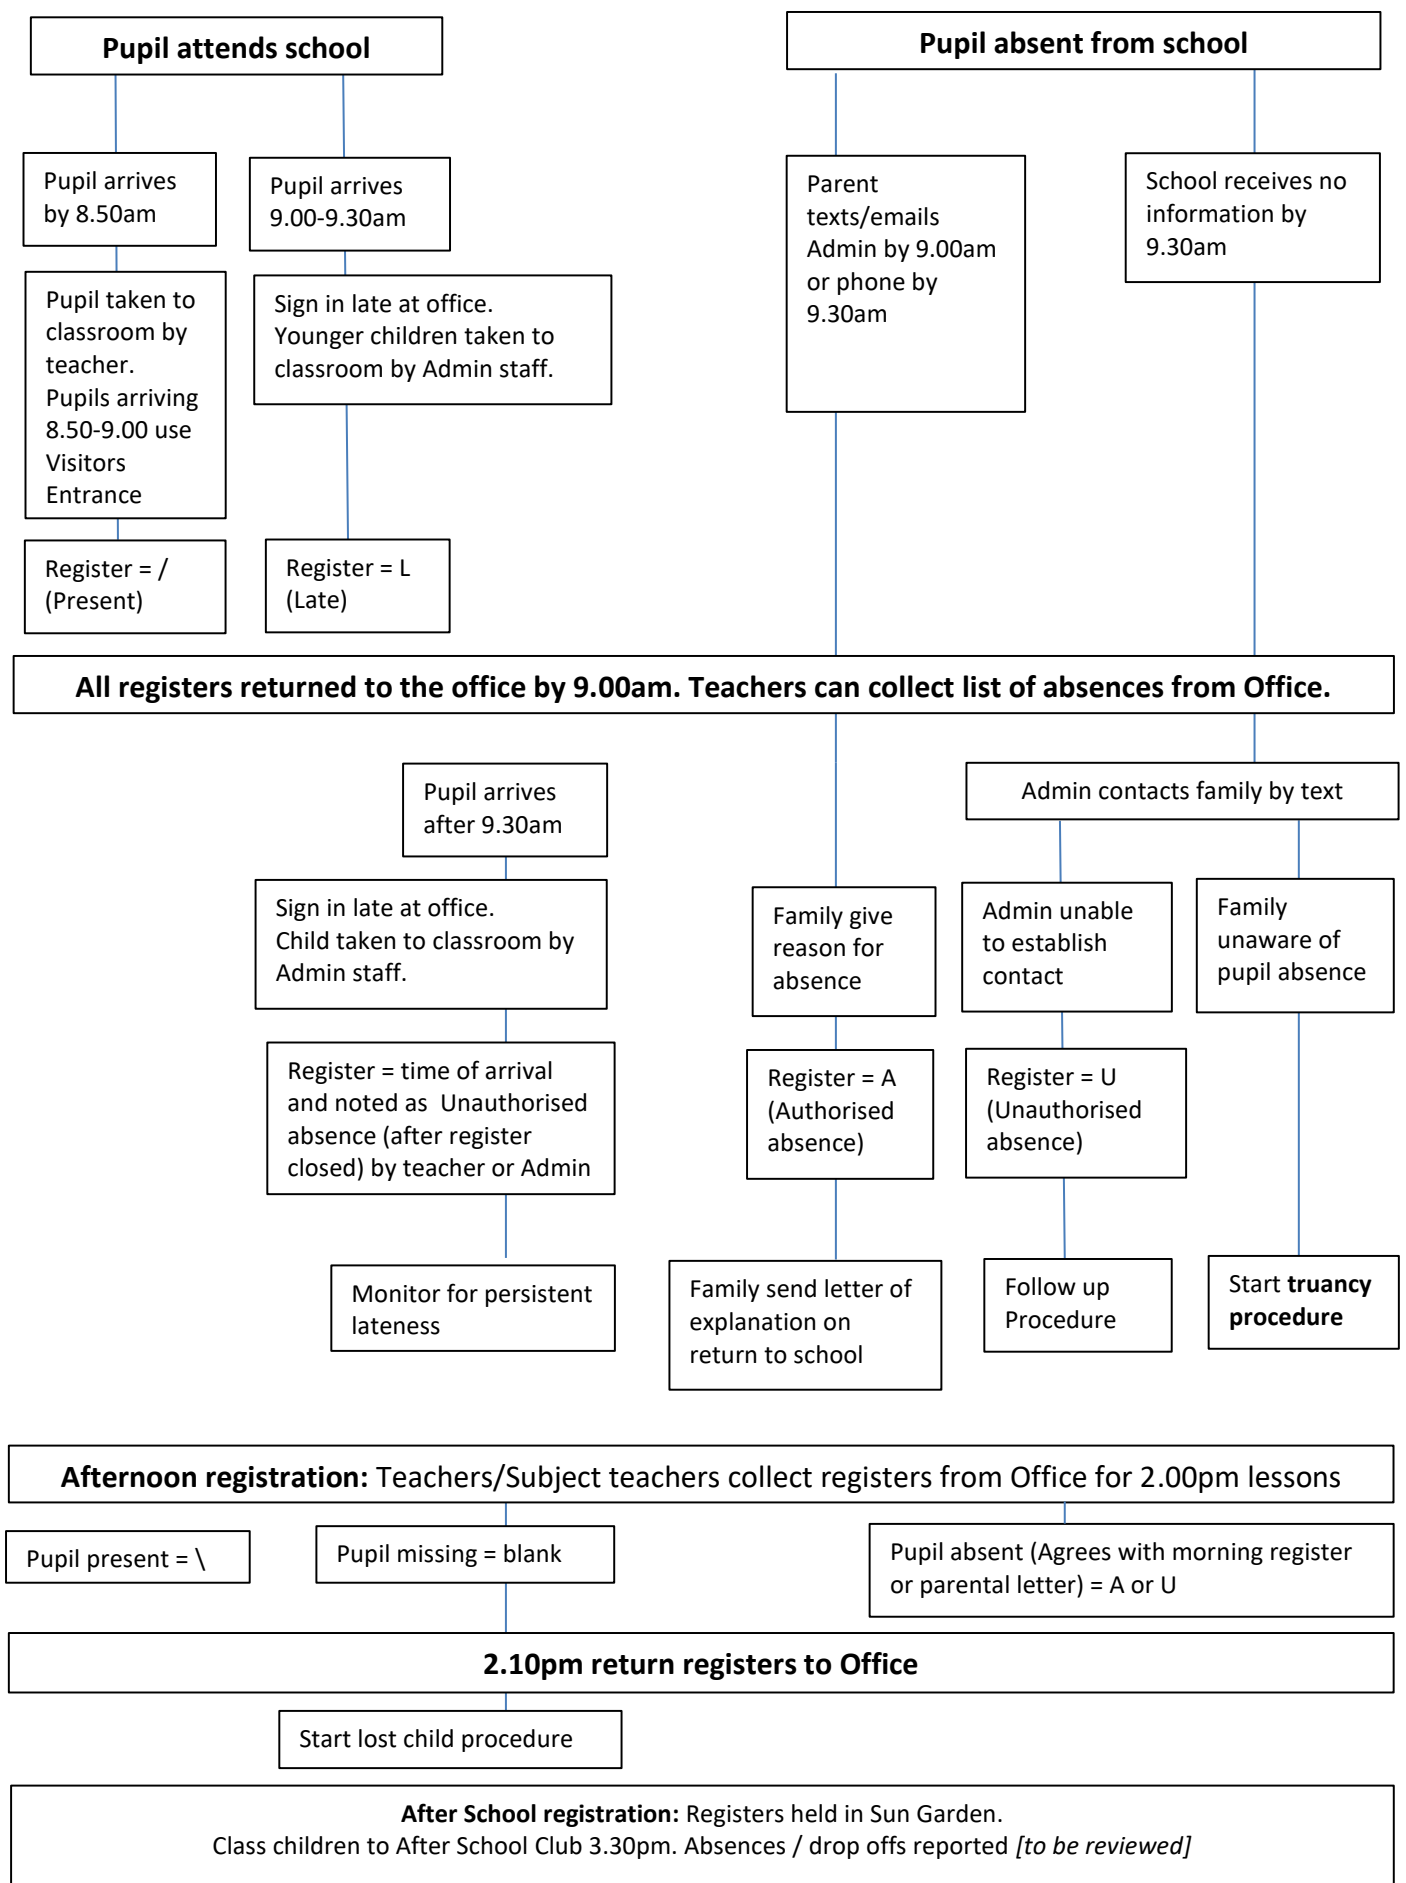 Pupil attends school
Pupil absent from school
Pupil arrives
by 8.50am
Pupil arrives
9.00-9.30am
Parent
texts/emails
Admin by 9.00am
or phone by
9.30am
School receives no
information by
9.30am
Pupil taken to
classroom by
teacher.
Pupils arriving
8.50-9.00 use
Visitors
Entrance
Sign in late at office.
Younger children taken to
classroom by Admin staff.
Register = /
(Present)
Register = L
(Late)
All registers returned to the office by 9.00am. Teachers can collect list of absences from Office.
Pupil arrives
after 9.30am
Admin contacts family by text
Sign in late at office.
Child taken to classroom by
Admin staff.
Family give
reason for
absence
Admin unable
to establish
contact
Family
unaware of
pupil absence
Register = time of arrival
and noted as  Unauthorised
absence (after register
closed) by teacher or Admin
Register = A
(Authorised
absence)
Register = U
(Unauthorised
absence)
Monitor for persistent
lateness
Family send letter of
explanation on
return to school
Follow up
Procedure
Start truancy
procedure
Afternoon registration: Teachers/Subject teachers collect registers from Office for 2.00pm lessons
Pupil present = \
Pupil missing = blank
Pupil absent (Agrees with morning register
or parental letter) = A or U
2.10pm return registers to Office
Start lost child procedure
After School registration: Registers held in Sun Garden.
Class children to After School Club 3.30pm. Absences / drop offs reported [to be reviewed]